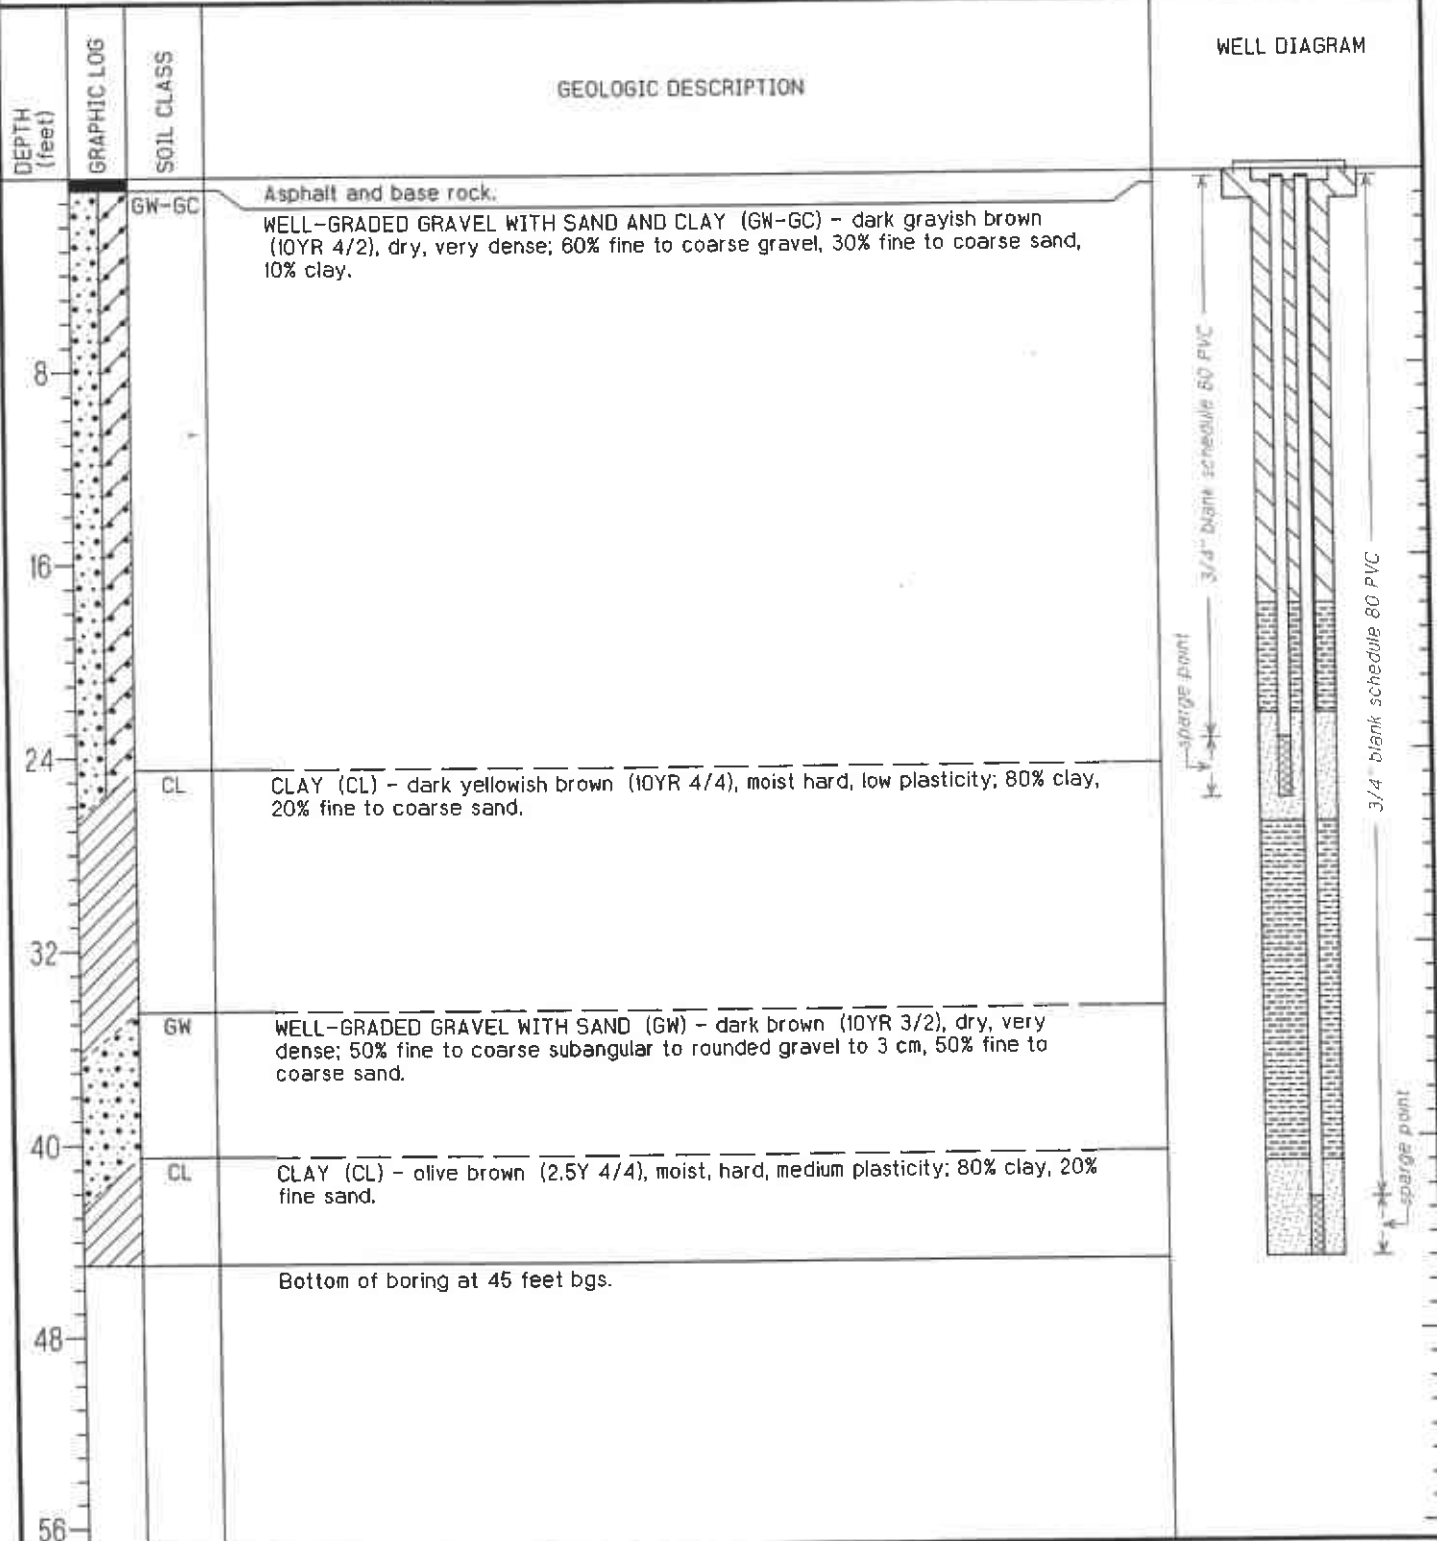 DEPTH
(feet)
GRAPHIC LOG
SOIL CLASS
GEOLOGIC DESCRIPTION
WELL DIAGRAM
Asphalt and base rock.
GW-GC
WELL-GRADED GRAVEL WITH SAND AND CLAY (GW-GC) - dark grayish brown
(10YR 4/2), dry, very dense; 60% fine to coarse gravel, 30% fine to coarse sand,
10% clay.
8
16
24
CL
CLAY (CL) - dark yellowish brown (10YR 4/4), moist hard, low plasticity; 80% clay,
20% fine to coarse sand.
32
GW
WELL-GRADED GRAVEL WITH SAND (GW) - dark brown (10YR 3/2), dry, very
dense; 50% fine to coarse subangular to rounded gravel to 3 cm, 50% fine to
coarse sand.
40
CL
CLAY (CL) - olive brown (2.5Y 4/4), moist, hard, medium plasticity; 80% clay, 20%
fine sand.
Bottom of boring at 45 feet bgs.
48
56
3/4" blank schedule 80 PVC
sparge point
3/4" blank schedule 80 PVC
sparge point